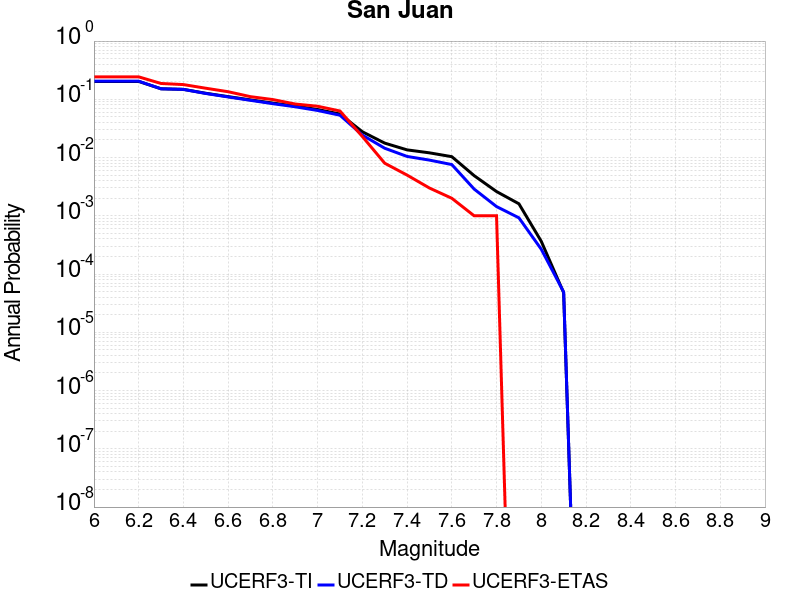 San Juan
10^0
10^-1
10^-2
10^-3
10^-4
10^-5
10^-6
10^-7
10^-8
Annual Probability
6 6.2 6.4 6.6 6.8 7 7.2 7.4 7.6 7.8 8 8.2 8.4 8.6 8.8 9
Magnitude
UCERF3-TI UCERF3-TD UCERF3-ETAS